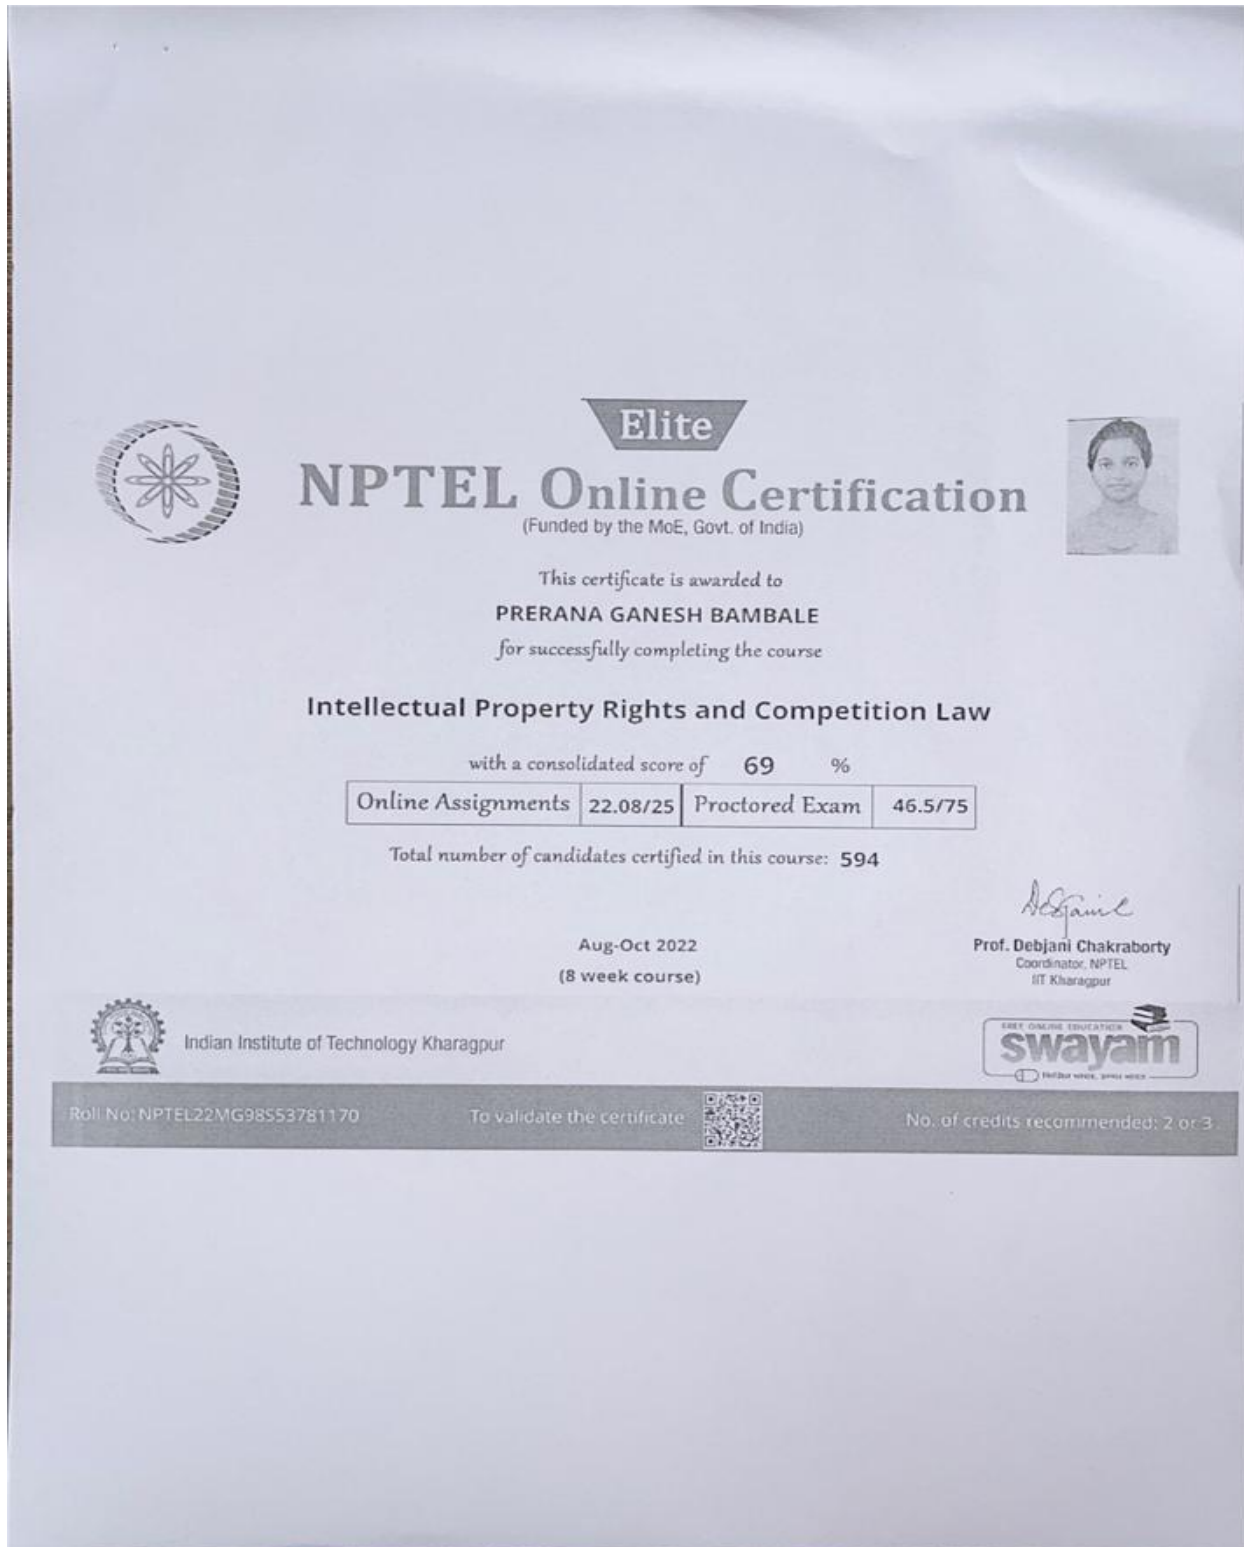 Elite
NPTEL Online Certification
(Funded by the MoE, Govt. of India)
This certificate is awarded to
PRERANA GANESH BAMBALE
for successfully completing the course
Intellectual Property Rights and Competition Law
with a consolidated score of 69 %
Online Assignments 22.08/25 Proctored Exam 46.5/75
Total number of candidates certified in this course: 594
Aug-Oct 2022
(8 week course)
Prof. Debjani Chakraborty
Coordinator, NPTEL
IIT Kharagpur
Indian Institute of Technology Kharagpur
FREE ONLINE EDUCATION
swayam
Roll No: NPTEL22MG98S53781170 To validate the certificate No. of credits recommended: 2 or 3